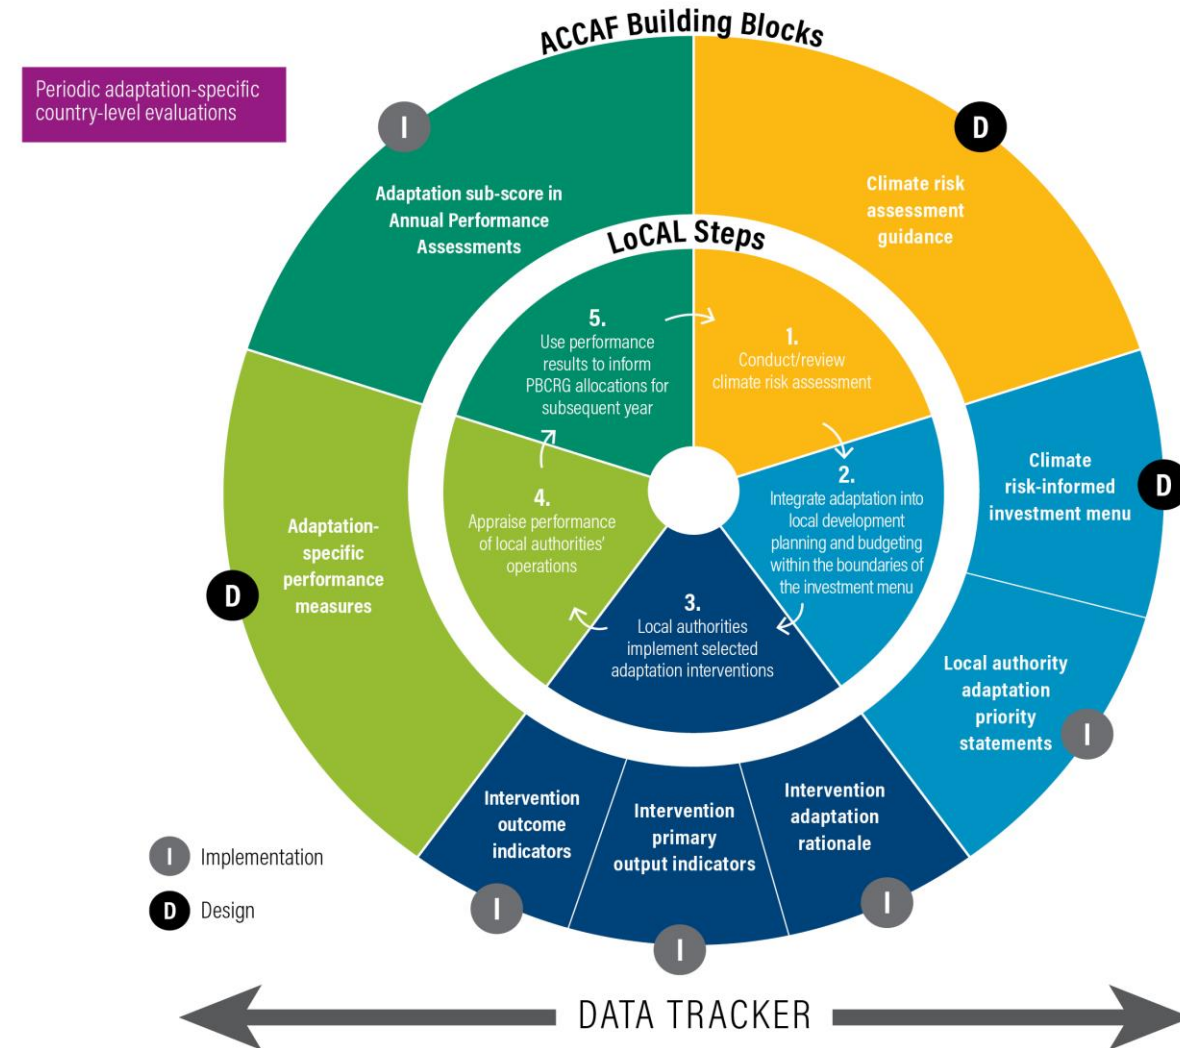 ACCAF Building Blocks
Periodic adaptation-specific
country-level evaluations
I
D
Adaptation sub-score in
Annual Performance
Assessments
Climate risk
assessment
guidance
LoCAL Steps
5.
Use performance
results to inform
PBCRG allocations for
subsequent year
1.
Conduct/review
climate risk assessment
Climate
risk-informed
investment menu
D
2.
Integrate adaptation into
local development
planning and budgeting
within the boundaries of
the investment menu
4.
Appraise performance
of local authorities'
operations
Adaptation-
specific
performance
measures
D
3.
Local authorities
implement selected
adaptation interventions
Local authority
adaptation
priority
statements
I
Intervention
outcome
indicators
I
Intervention
primary
output indicators
I
Intervention
adaptation
rationale
I
I Implementation
D Design
DATA TRACKER